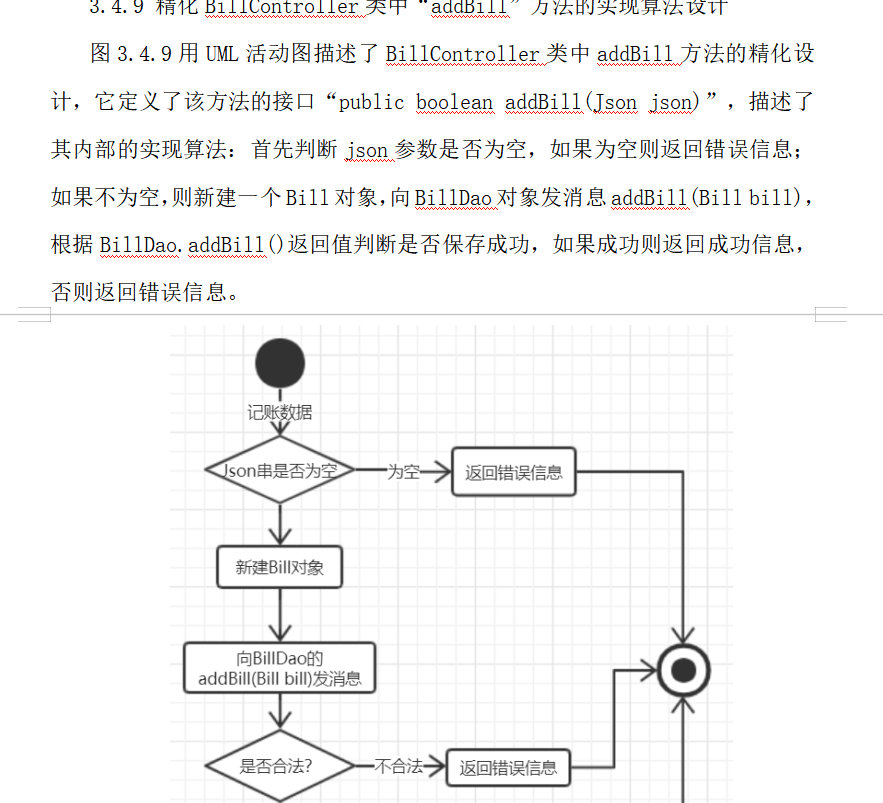 3.4.9 精化 BillController 类中“addBill”方法的实现算法设计
图 3.4.9 用 UML 活动图描述了 BillController 类中 addBill 方法的精化设
计，它定义了该方法的接口“public boolean addBill(Json json)”，描述了
其内部的实现算法：首先判断 json 参数是否为空，如果为空则返回错误信息；
如果不为空，则新建一个 Bill 对象，向 BillDao 对象发消息 addBill(Bill bill)，
根据 BillDao.addBill()返回值判断是否保存成功，如果成功则返回成功信息，
否则返回错误信息。
记账数据
Json串是否为空
为空
返回错误信息
新建Bill对象
向BillDao的
addBill(Bill bill)发消息
是否合法?
不合法
返回错误信息